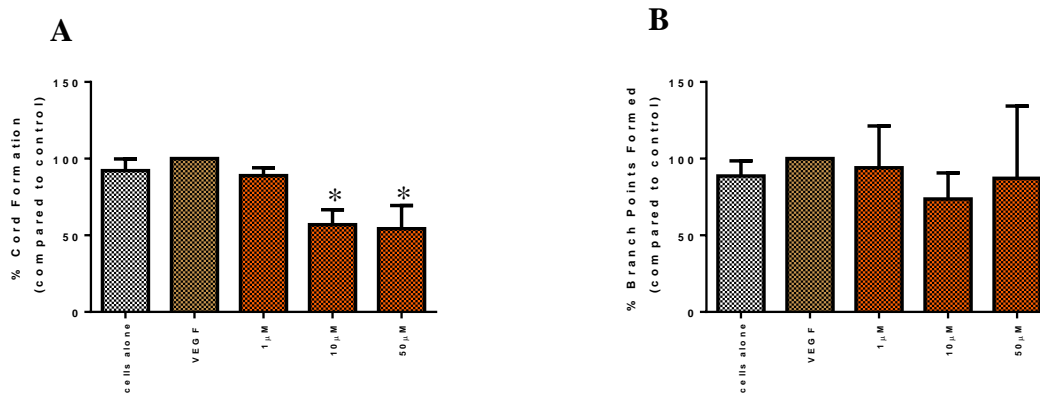 A
% Cord Formation
(compared to control)
150
100
50
0
*
*
cells alone
VEGF
1 μM
10 μM
50 μM
B
% Branch Points Formed
(compared to control)
150
100
50
0
cells alone
VEGF
1 μM
10 μM
50 μM